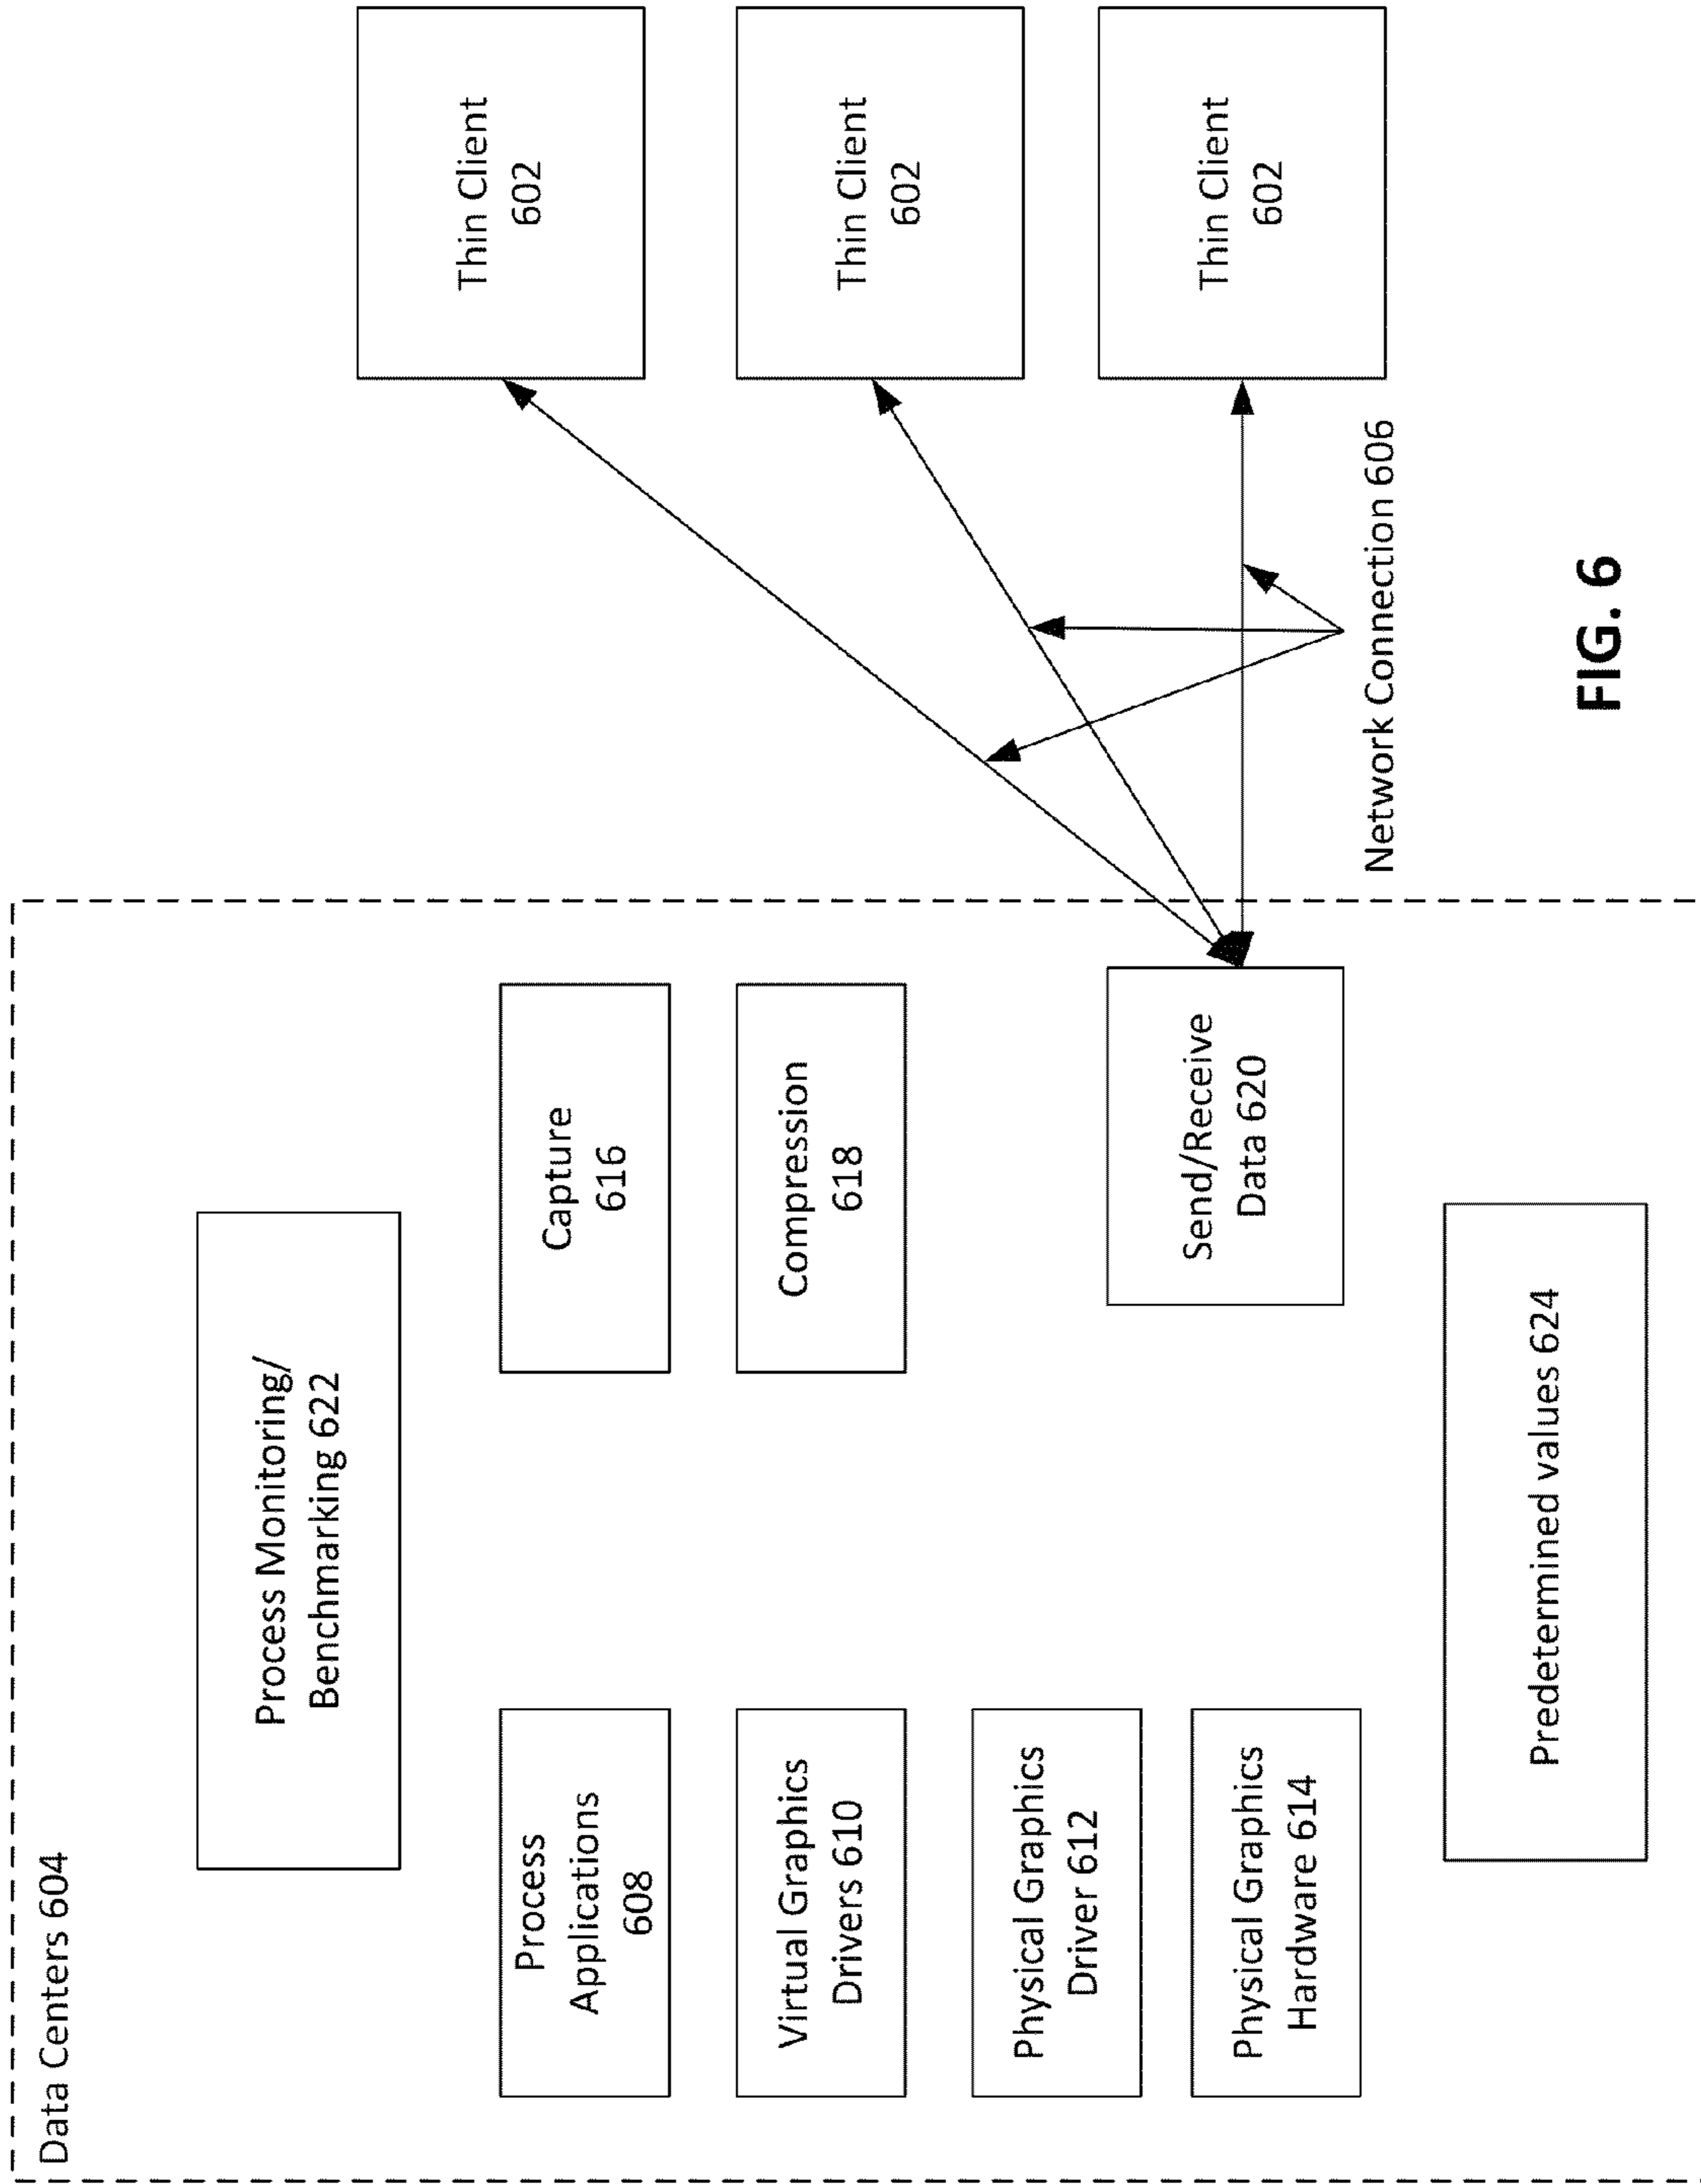 Data Centers 604
Process Monitoring/
Benchmarking 622
Process
Applications
608
Virtual Graphics
Drivers 610
Physical Graphics
Driver 612
Physical Graphics
Hardware 614
Capture
616
Compression
618
Send/Receive
Data 620
Predetermined values 624
Thin Client
602
Thin Client
602
Thin Client
602
Network Connection 606
FIG. 6